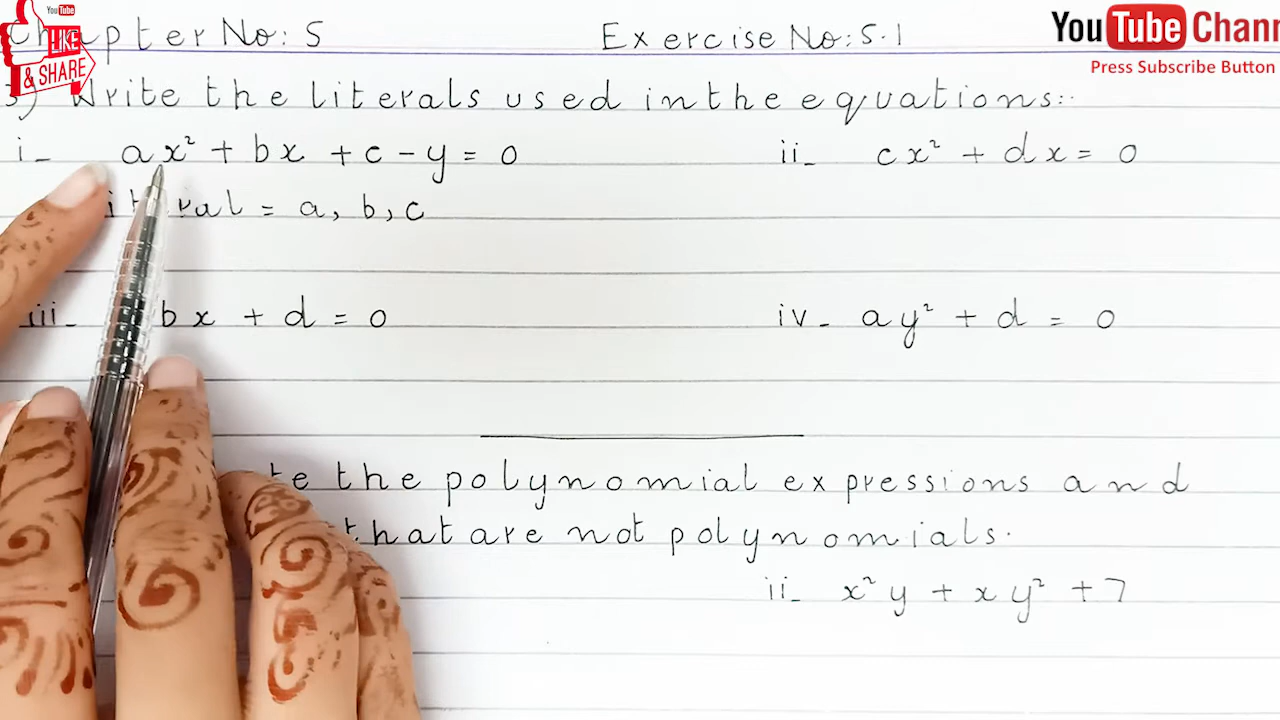 YouTube
LIKE
& SHARE
Chapter No: 5 Exercise No: 5.1
YouTube Chann
Press Subscribe Button
3) Write the literals used in the equations:-
i- ax² + bx + c - y = 0 ii- cx² + dx = 0
= a, b, c
iii- bx + d = 0 iv- ay² + d = 0
the polynomial expressions and
that are not polynomials.
ii- x²y + xy² + 7